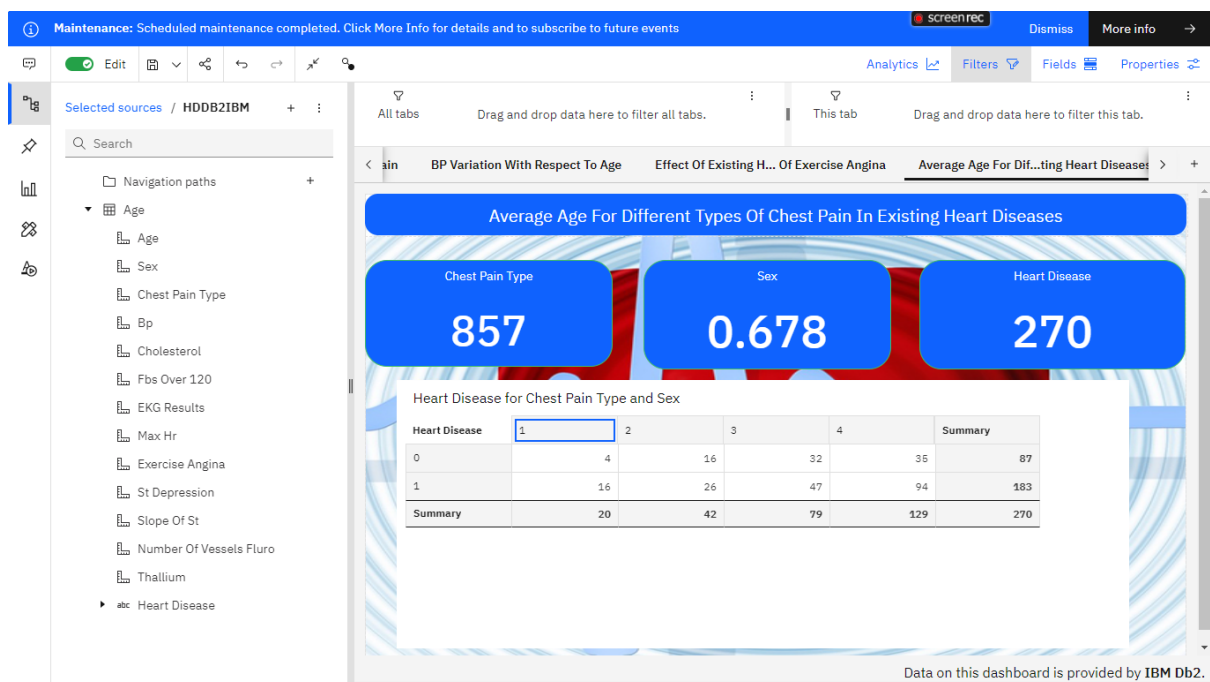 Maintenance: Scheduled maintenance completed. Click More Info for details and to subscribe to future events
screenrec
Dismiss
More info
Edit
Analytics
Filters
Fields
Properties
Selected sources / HDDB2IBM
Search
Navigation paths
Age
Age
Sex
Chest Pain Type
Bp
Cholesterol
Fbs Over 120
EKG Results
Max Hr
Exercise Angina
St Depression
Slope Of St
Number Of Vessels Fluro
Thallium
abc Heart Disease
All tabs
Drag and drop data here to filter all tabs.
This tab
Drag and drop data here to filter this tab.
ain
BP Variation With Respect To Age
Effect Of Existing H... Of Exercise Angina
Average Age For Dif...ting Heart Diseases
Average Age For Different Types Of Chest Pain In Existing Heart Diseases
Chest Pain Type
857
Sex
0.678
Heart Disease
270
Heart Disease for Chest Pain Type and Sex
Heart Disease 1 2 3 4 Summary
0 4 16 32 35 87
1 16 26 47 94 183
Summary 20 42 79 129 270
Data on this dashboard is provided by IBM Db2.